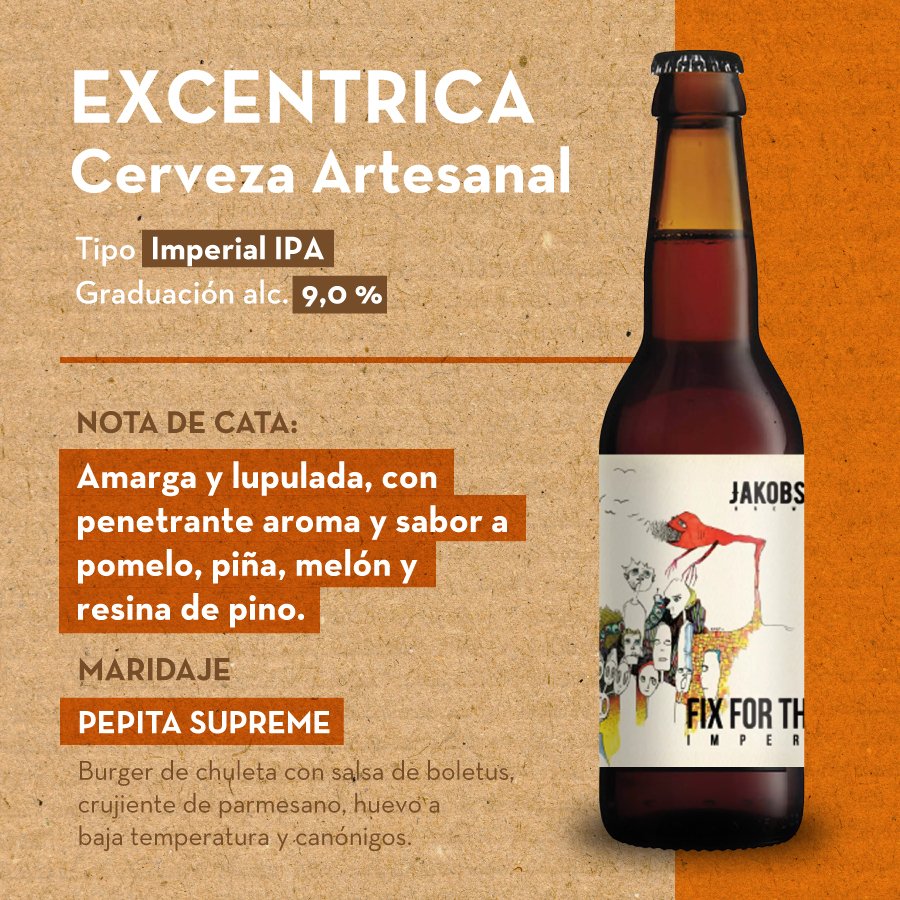 EXCENTRICA
Cerveza Artesanal
Tipo Imperial IPA
Graduación alc. 9,0 %
NOTA DE CATA:
Amarga y lupulada, con
penetrante aroma y sabor a
pomelo, piña, melón y
resina de pino.
MARIDAJE
PEPITA SUPREME
Burger de chuleta con salsa de boletus,
crujiente de parmesano, huevo a
baja temperatura y canónigos.
JAKOBS
BREW
FIX FOR TH
IMPER